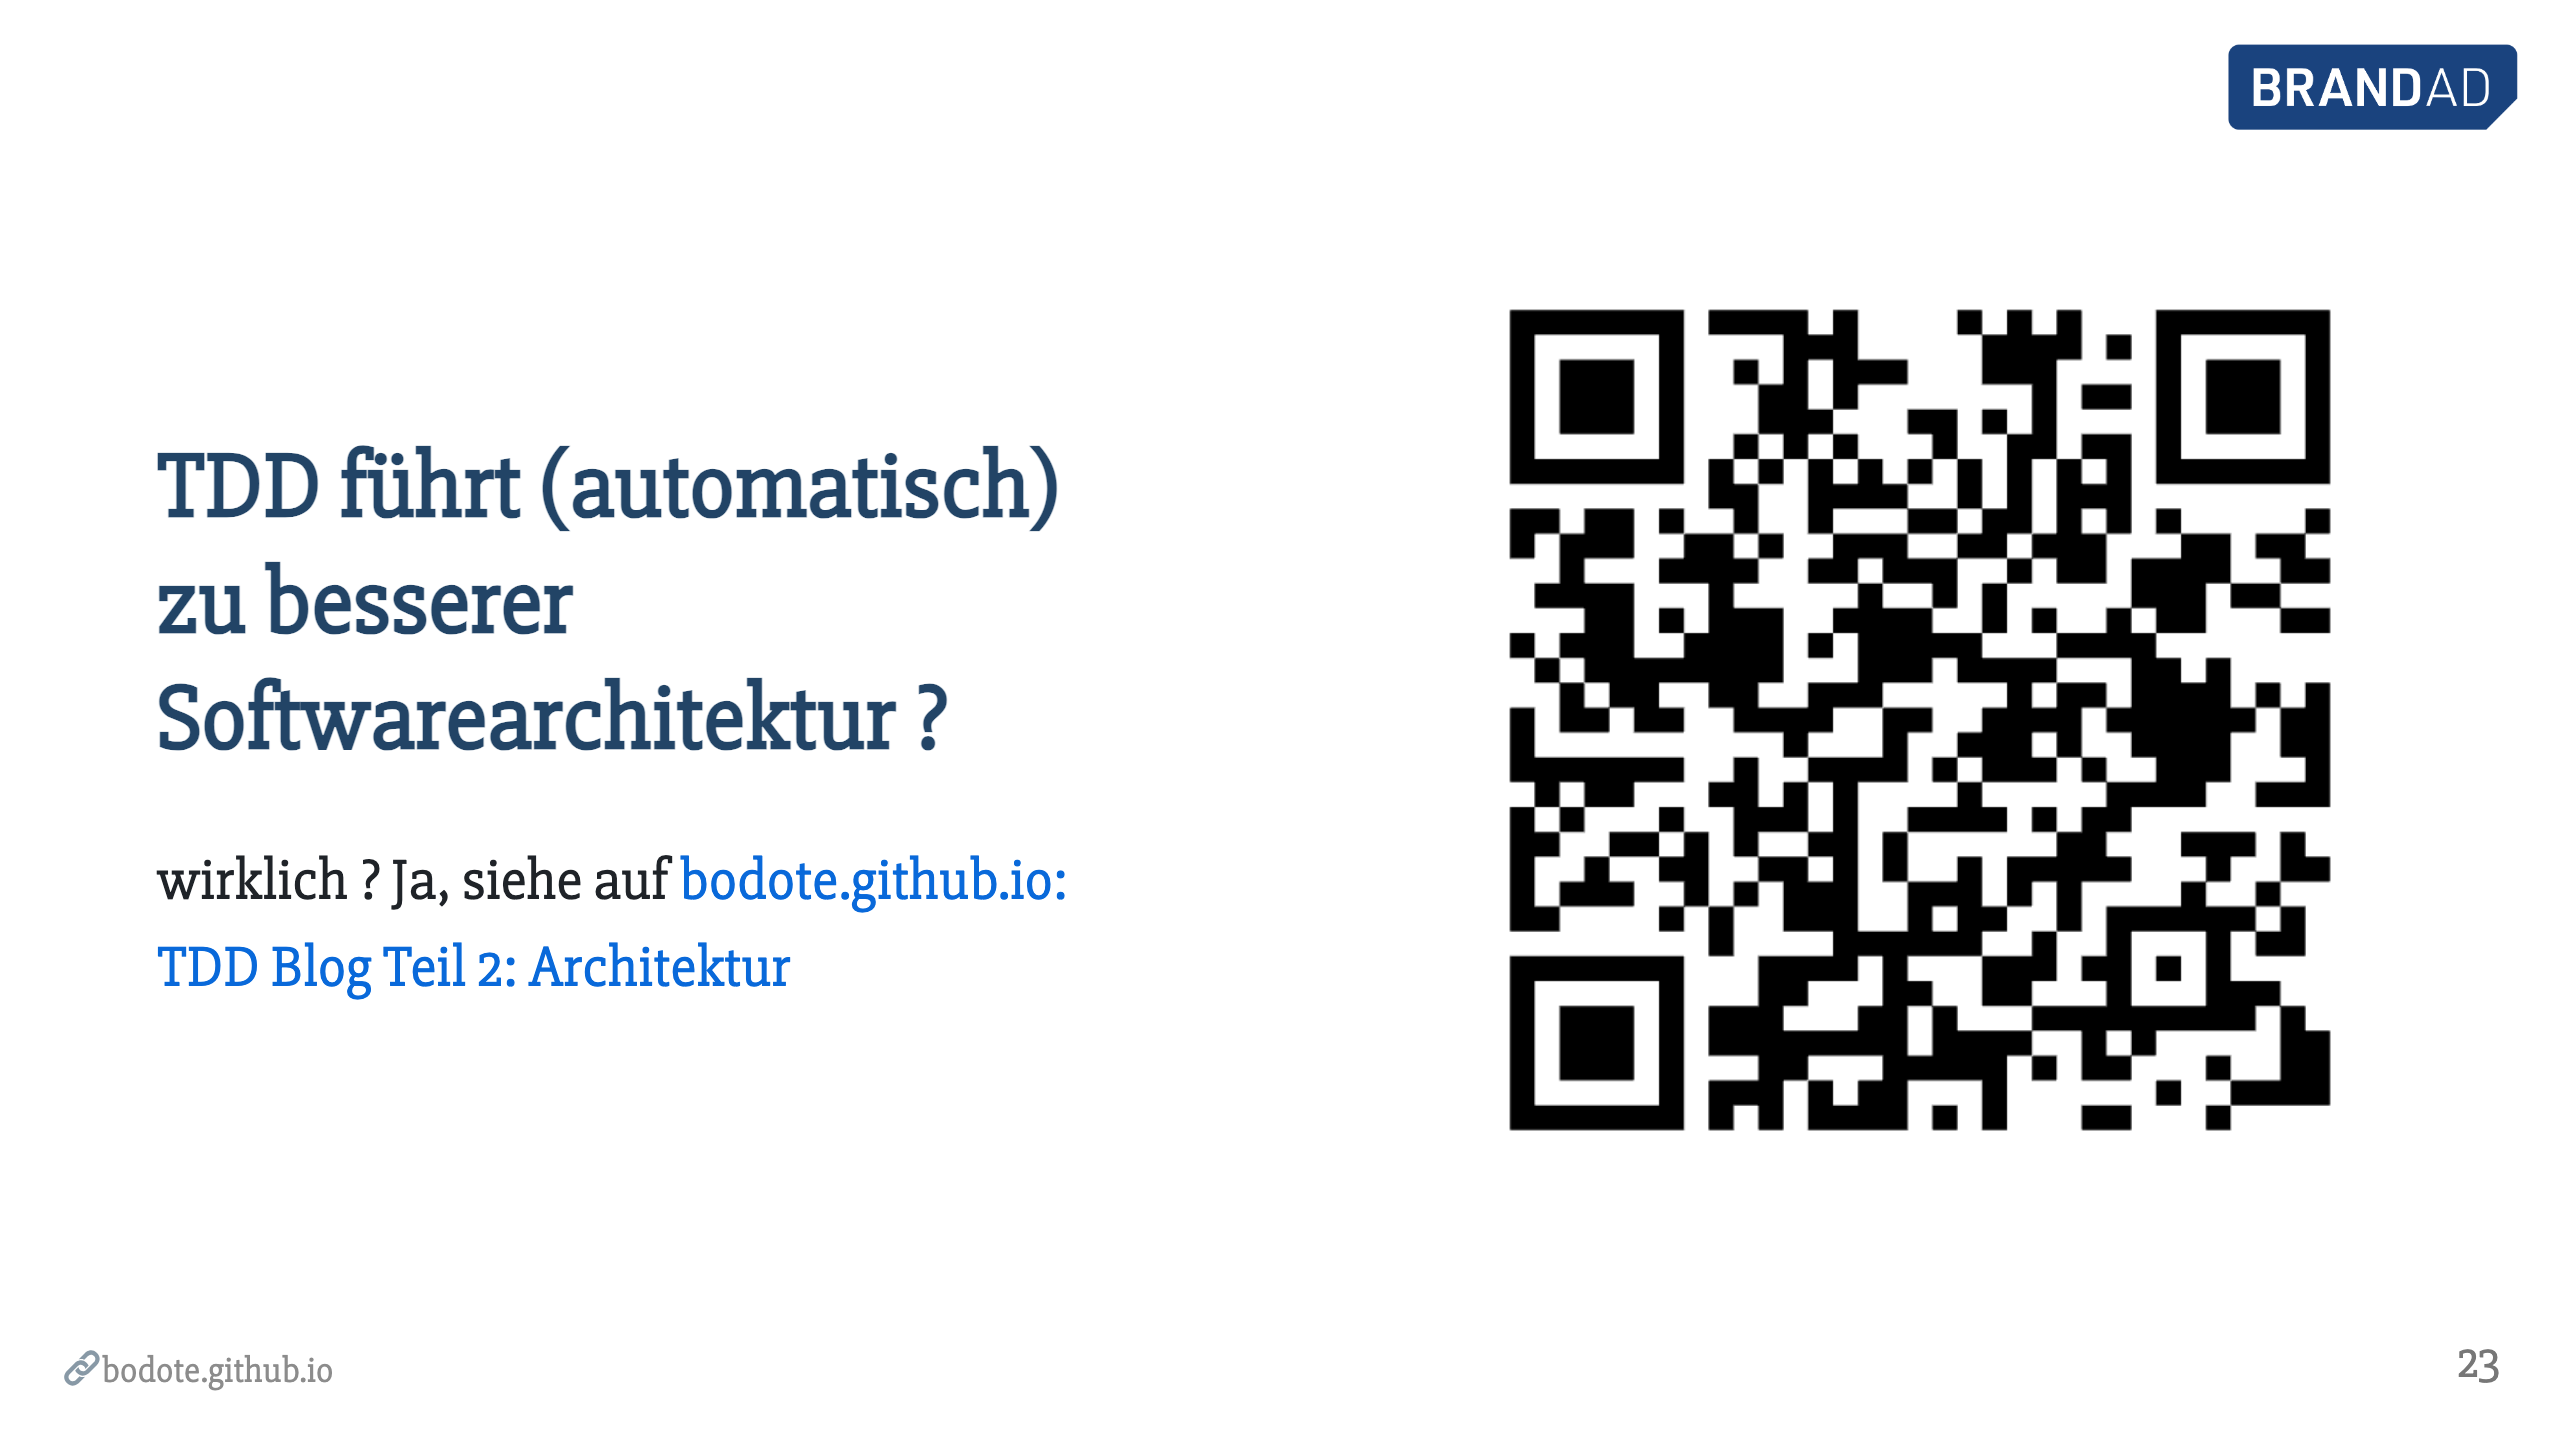 BRANDAD
TDD führt (automatisch)
zu besserer
Softwarearchitektur ?
wirklich ? Ja, siehe auf bodote.github.io:
TDD Blog Teil 2: Architektur
bodote.github.io
23